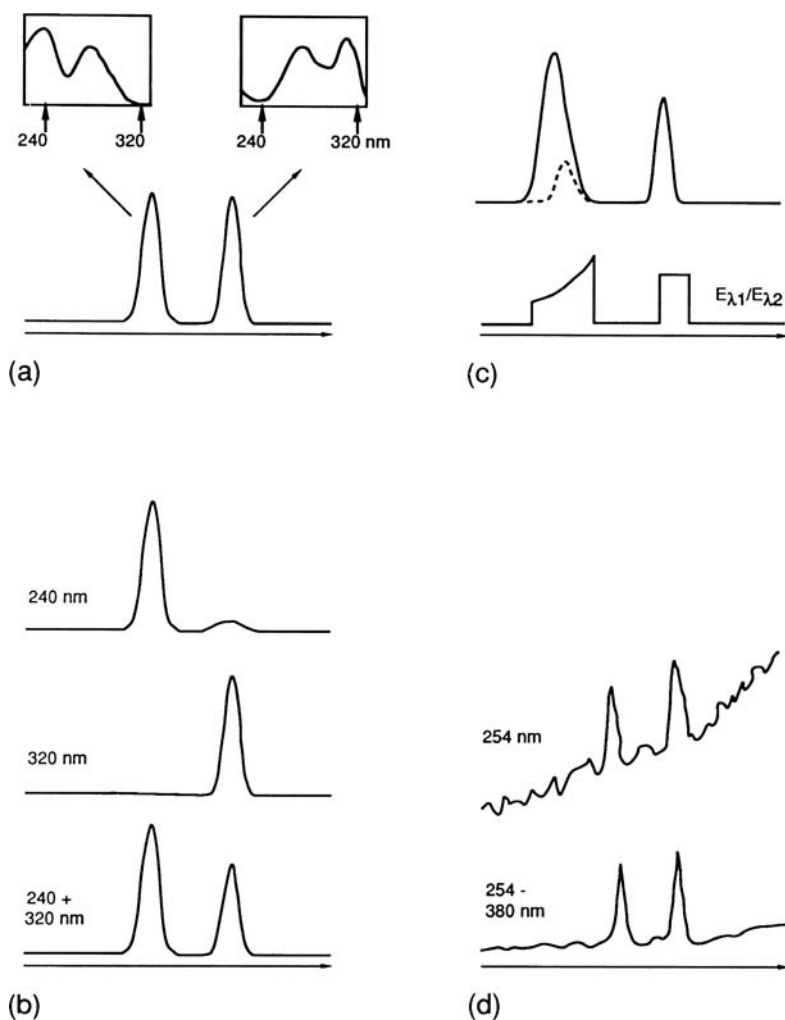 240
320
240
320 nm
(a)
E λ1/E λ2
(c)
240 nm
320 nm
240 +
320 nm
(b)
254 nm
254 -
380 nm
(d)